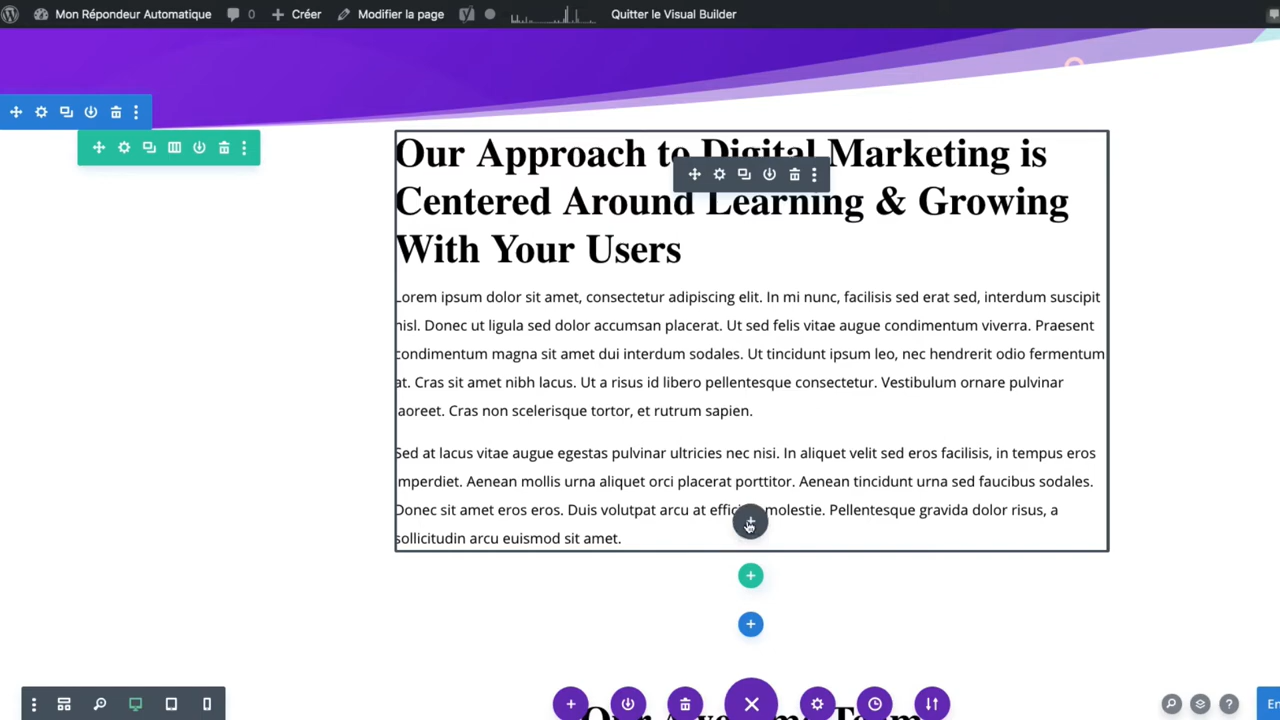 Mon Répondeur Automatique 0 Créer Modifier la page Quitter le Visual Builder
Our Approach to Digital Marketing is
Centered Around Learning & Growing
With Your Users
Lorem ipsum dolor sit amet, consectetur adipiscing elit. In mi nunc, facilisis sed erat sed, interdum suscipit
nisl. Donec ut ligula sed dolor accumsan placerat. Ut sed felis vitae augue condimentum viverra. Praesent
condimentum magna sit amet dui interdum sodales. Ut tincidunt ipsum leo, nec hendrerit odio fermentum
at. Cras sit amet nibh lacus. Ut a risus id libero pellentesque consectetur. Vestibulum ornare pulvinar
laoreet. Cras non scelerisque tortor, et rutrum sapien.
Sed at lacus vitae augue egestas pulvinar ultricies nec nisi. In aliquet velit sed eros facilisis, in tempus eros
imperdiet. Aenean mollis urna aliquet orci placerat porttitor. Aenean tincidunt urna sed faucibus sodales.
Donec sit amet eros eros. Duis volutpat arcu at molestie. Pellentesque gravida dolor risus, a
sollicitudin arcu euismod sit amet.
Our Awesome Team